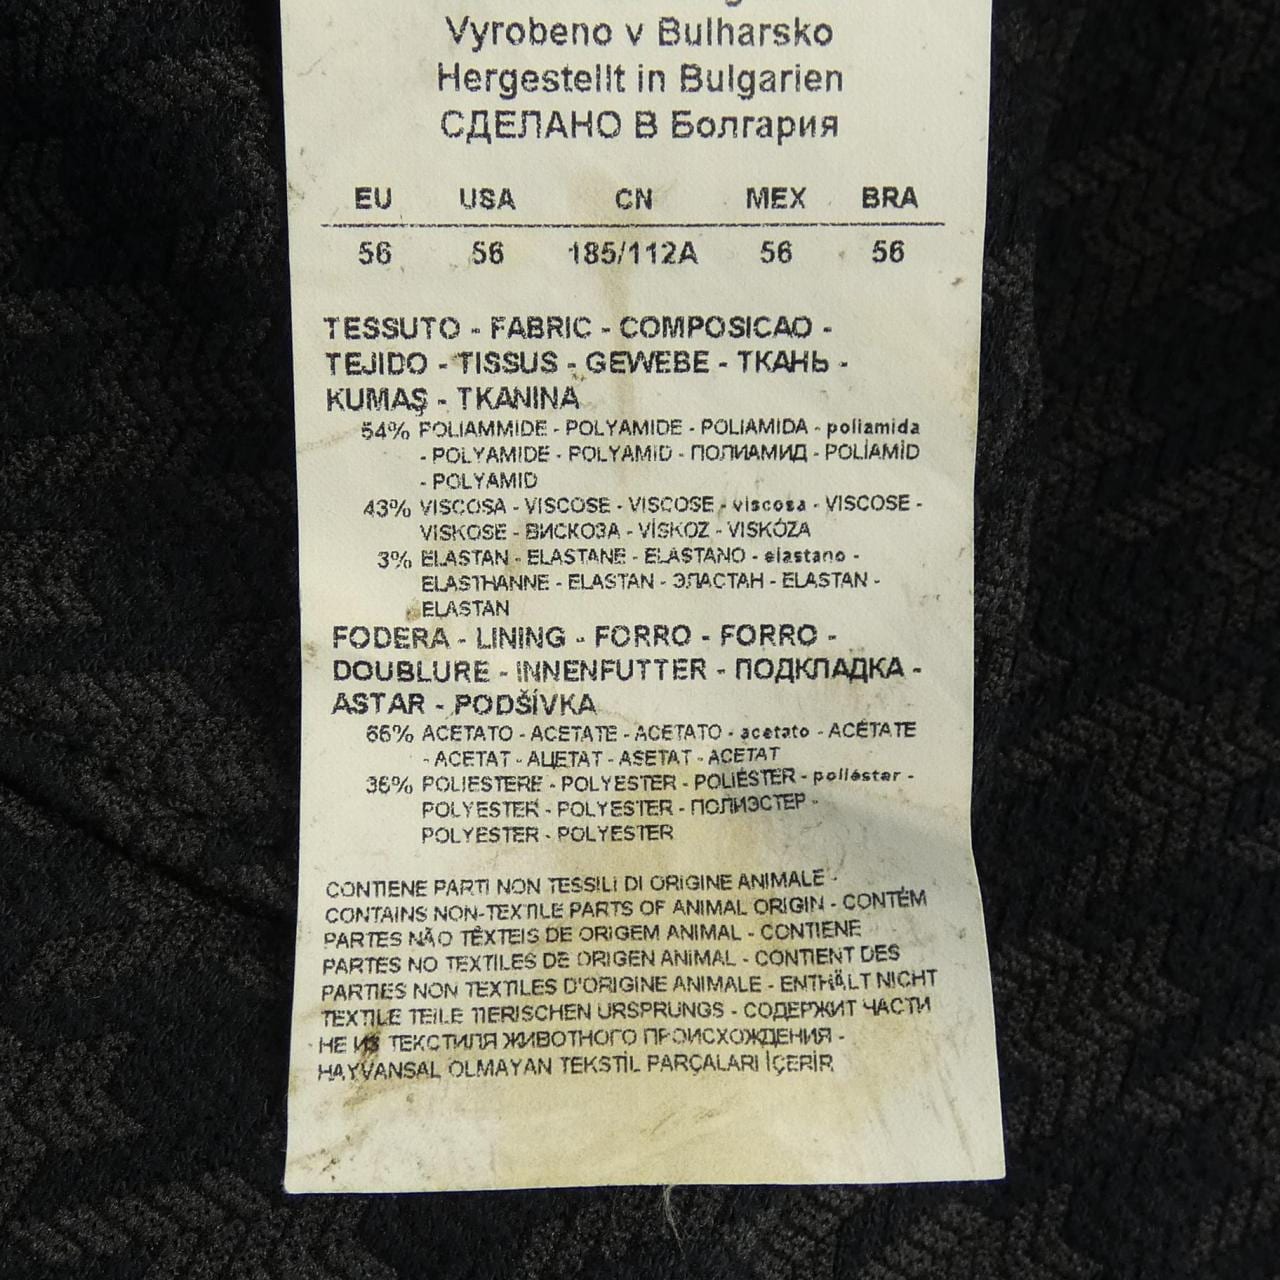 Vyrobeno v Bulharsko
Hergestellt in Bulgarien
СДЕЛАНО В Болгария
EU USA CN MEX BRA
56 56 185/112A 56 56
TESSUTO - FABRIC - COMPOSICAO -
TEJIDO - TISSUS - GEWEBE - ТКАНЬ -
KUMAŞ - TKANINA
54% POLIAMMIDE - POLYAMIDE - POLIAMIDA - poliamida
- POLYAMIDE - POLYAMID - ПОЛИАМИД - POLİAMİD
- POLYAMID
43% VISCOSA - VISCOSE - VISCOSE - viscosa - VISCOSE -
VISKOSE - ВИСКОЗА - VİSKOZ - VISKÓZA
3% ELASTAN - ELASTANE - ELASTANO - elastano -
ELASTHANNE - ELASTAN - ЭЛАСТАН - ELASTAN -
ELASTAN
FODERA - LINING - FORRO - FORRO -
DOUBLURE - INNENFUTTER - ПОДКЛАДКА -
ASTAR - PODŠÍVKA
66% ACETATO - ACETATE - ACETATO - acetato - ACÉTATE
- ACETAT - АЦЕТАТ - ASETAT - ACETAT
36% POLIESTERE - POLYESTER - POLIÉSTER - poliéster -
POLYESTER - POLYESTER - ПОЛИЭСТЕР -
POLYESTER - POLYESTER
CONTIENE PARTI NON TESSILI DI ORIGINE ANIMALE -
CONTAINS NON-TEXTILE PARTS OF ANIMAL ORIGIN - CONTÉM
PARTES NÃO TÊXTEIS DE ORIGEM ANIMAL - CONTIENE
PARTES NO TEXTILES DE ORIGEN ANIMAL - CONTIENT DES
PARTIES NON TEXTILES D'ORIGINE ANIMALE - ENTHÄLT NICHT
TEXTILE TEILE TIERISCHEN URSPRUNGS - СОДЕРЖИТ ЧАСТИ
НЕ ИЗ ТЕКСТИЛЯ ЖИВОТНОГО ПРОИСХОЖДЕНИЯ -
HAYVANSAL OLMAYAN TEKSTİL PARÇALARI İÇERİR